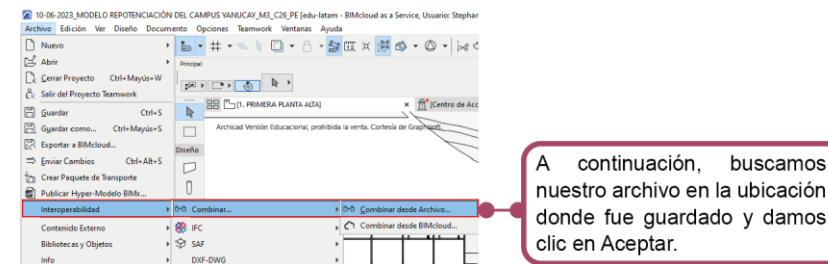 10-06-2023_MODELO REPOTENCIACIÓN DEL CAMPUS YANUCAY_M3_C26_PE [edu-latam - BIMcloud as a Service, Usuario: Stephar
Archivo Edición Ver Diseño Documento Opciones Teamwork Ventanas Ayuda
Nuevo
Abrir
Principal:
Cerrar Proyecto Ctrl+Mayús+W
Salir del Proyecto Teamwork
[1. PRIMERA PLANTA ALTA] × [Centro de Acc
Guardar Ctrl+S
Guardar como... Ctrl+Mayús+S
Archicad Versión Educacional, prohibida la venta. Cortesía de Graphisoft.
Exportar a BIMcloud...
Diseño
Enviar Cambios Ctrl+Alt+S
Crear Paquete de Transporte
Publicar Hyper-Modelo BIMx...
Interoperabilidad Combinar... Combinar desde Archivo...
Contenido Externo IFC Combinar desde BIMcloud...
Bibliotecas y Objetos SAF
Info DXF-DWG
A continuación, buscamos
nuestro archivo en la ubicación
donde fue guardado y damos
clic en Aceptar.